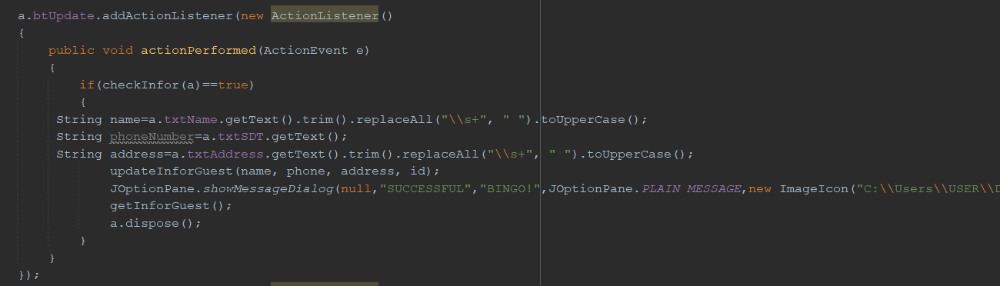 a.btUpdate.addActionListener(new ActionListener()
{
public void actionPerformed(ActionEvent e)
{
if(checkInfor(a)==true)
{
String name=a.txtName.getText().trim().replaceAll("\\s+", " ").toUpperCase();
String phoneNumber=a.txtSDT.getText();
String address=a.txtAddress.getText().trim().replaceAll("\\s+", " ").toUpperCase();
updateInforGuest(name, phone, address, id);
JOptionPane.showMessageDialog(null,"SUCCESSFUL","BINGO!",JOptionPane.PLAIN_MESSAGE,new ImageIcon("C:\\Users\\USER\\
getInforGuest();
a.dispose();
}
}
});